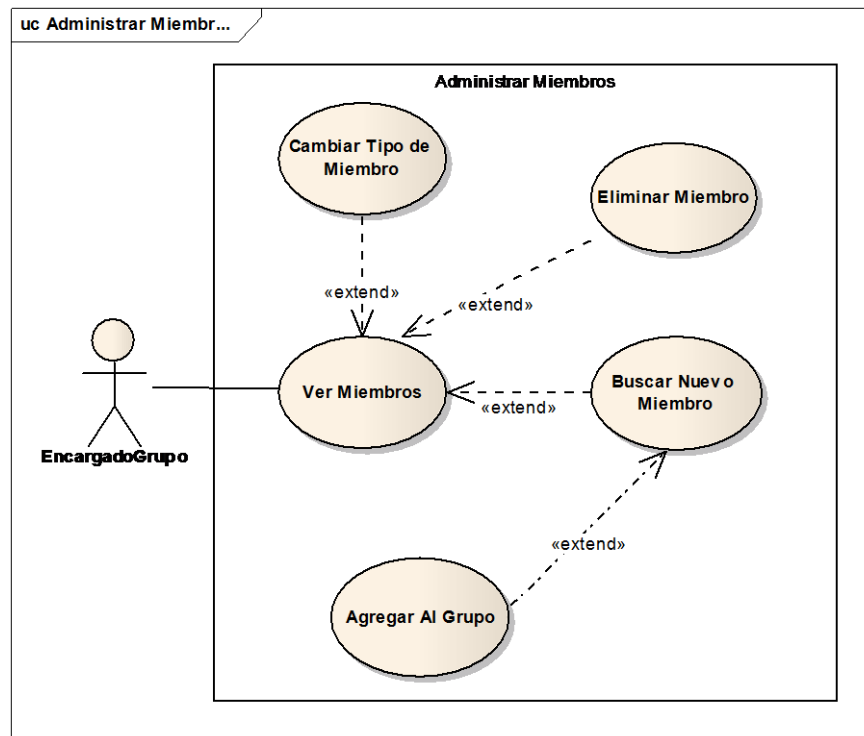 uc Administrar Miembr...
Administrar Miembros
Cambiar Tipo de
Miembro
Eliminar Miembro
«extend»
«extend»
Ver Miembros
Buscar Nuevo
Miembro
«extend»
EncargadoGrupo
«extend»
Agregar Al Grupo